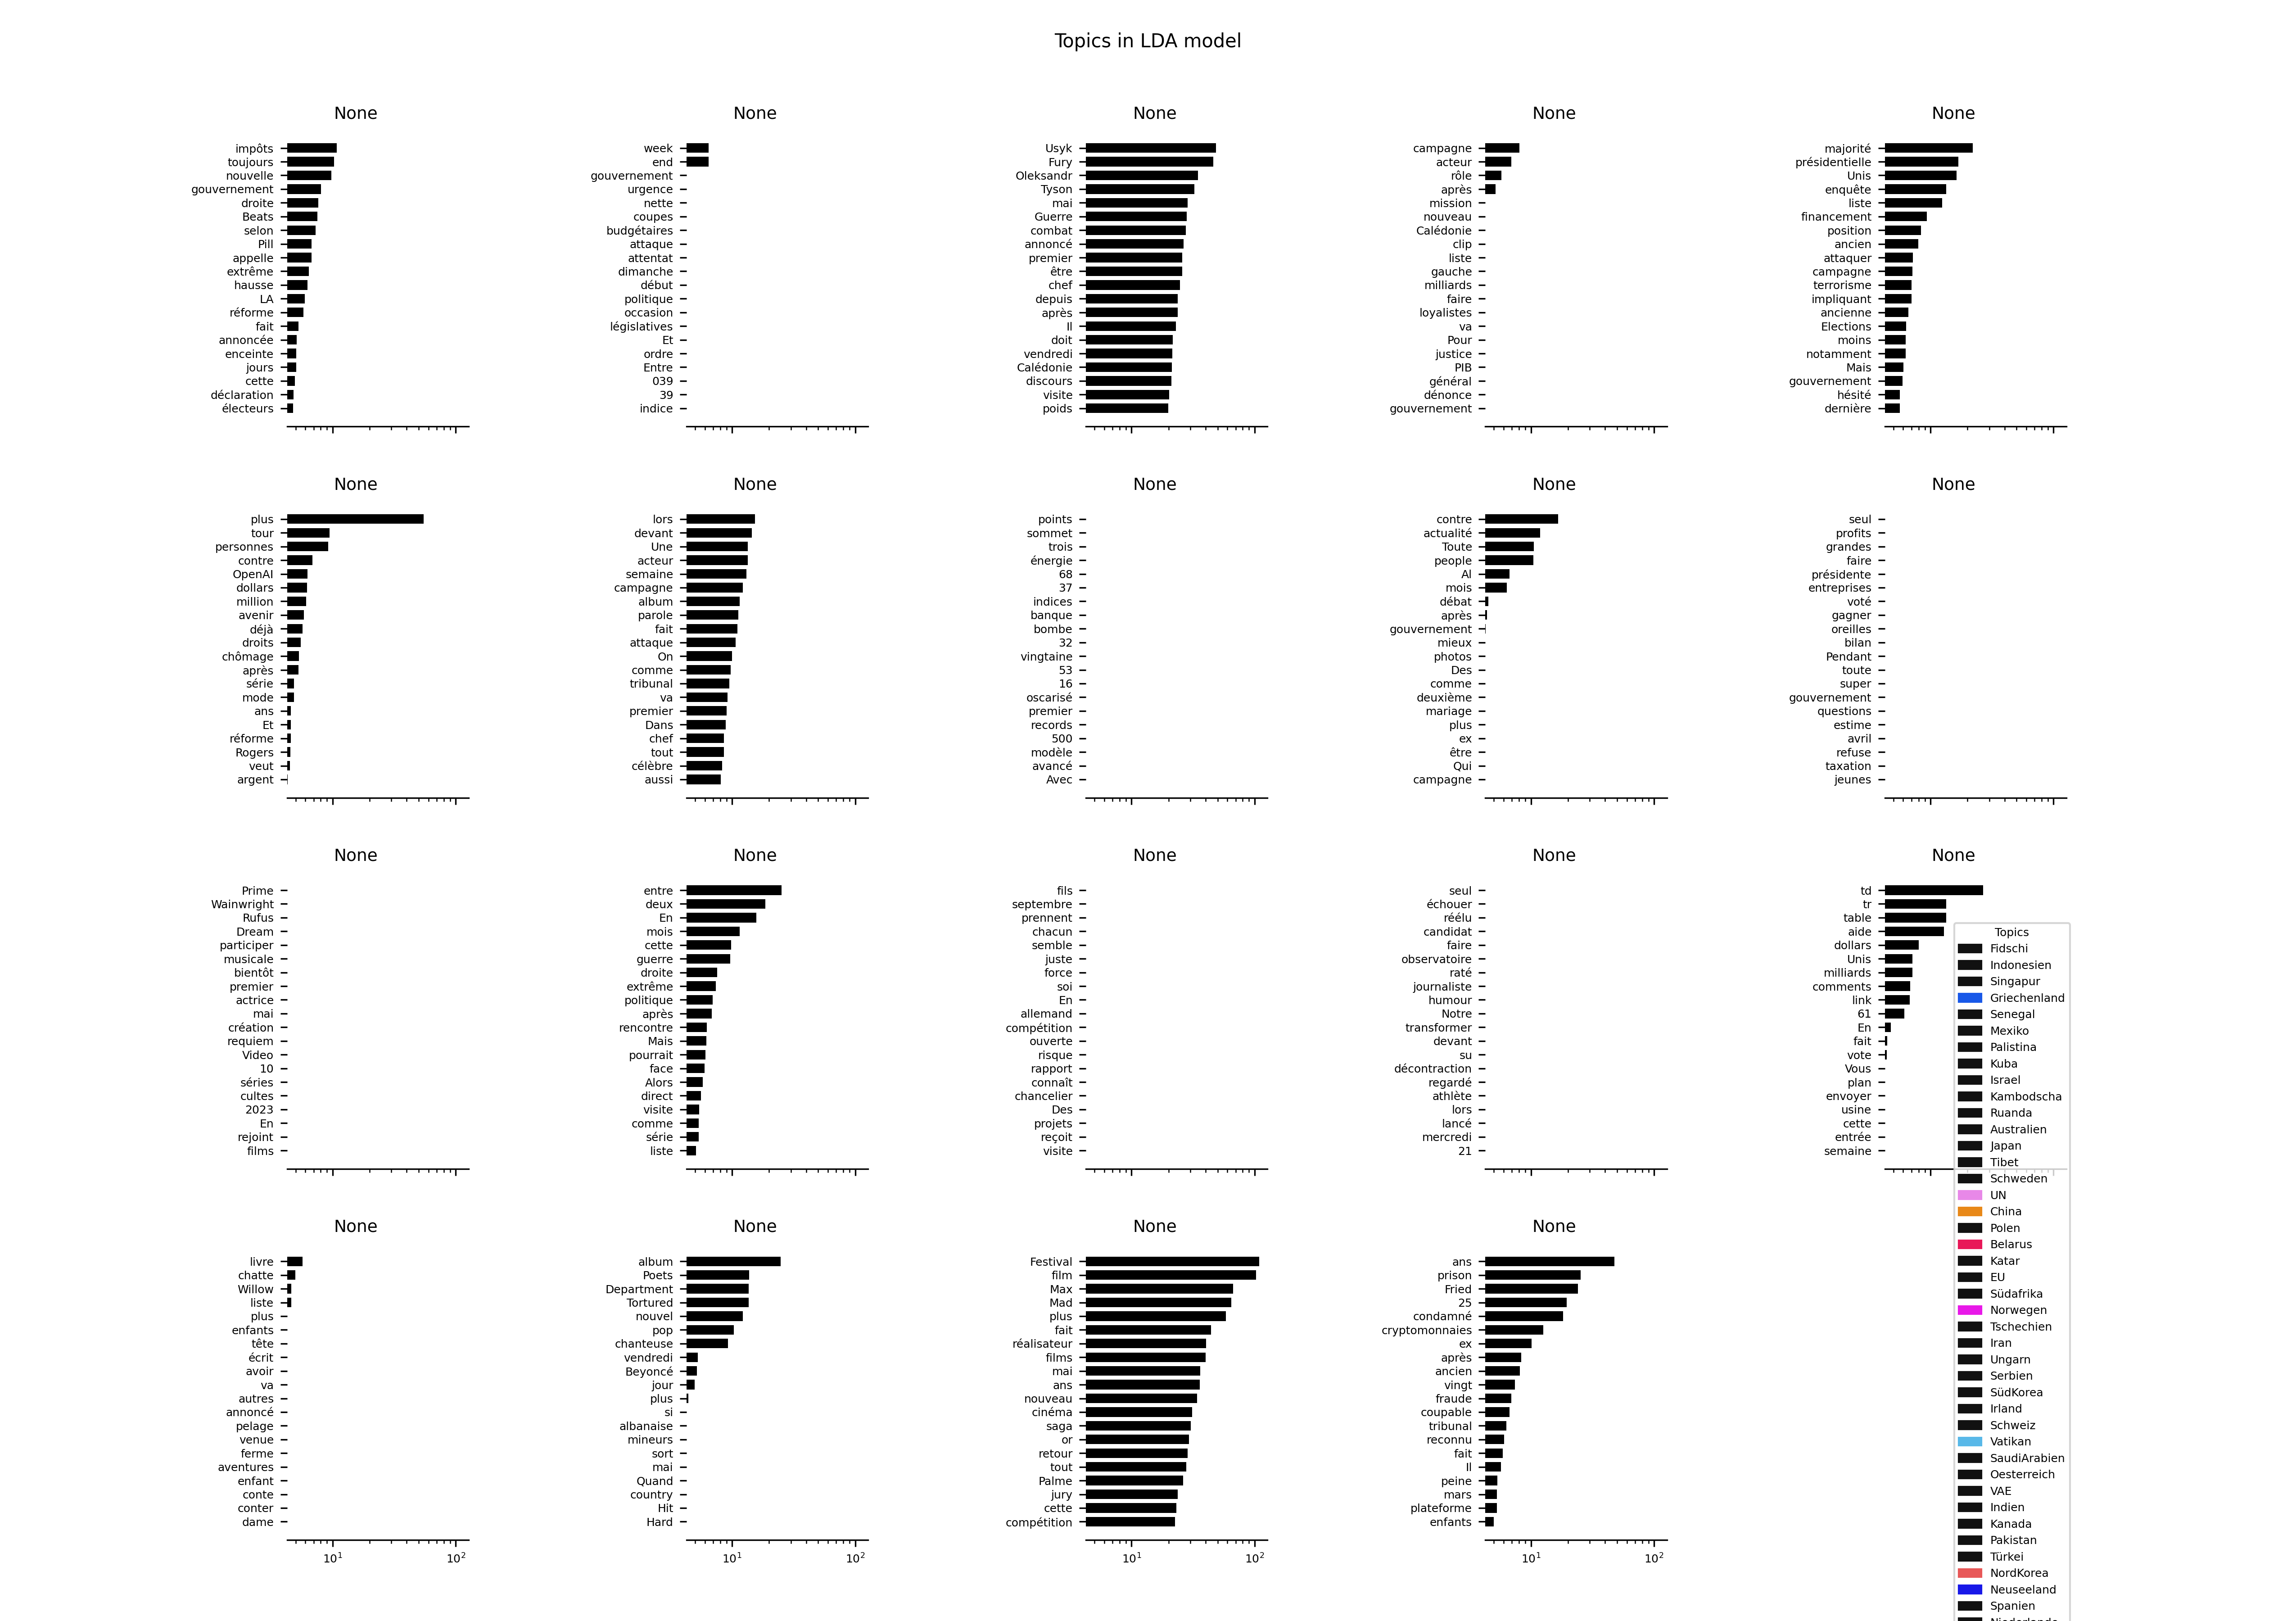 Topics in LDA model
None
impôts
toujours
nouvelle
gouvernement
droite
Beats
selon
Pill
appelle
extrême
hausse
LA
réforme
fait
annoncée
enceinte
jours
cette
déclaration
électeurs
None
week
end
gouvernement
urgence
nette
coupes
budgétaires
attaque
attentat
dimanche
début
politique
occasion
législatives
Et
ordre
Entre
039
39
indice
None
Usyk
Fury
Oleksandr
Tyson
mai
Guerre
combat
annoncé
premier
être
chef
depuis
après
Il
doit
vendredi
Calédonie
discours
visite
poids
None
campagne
acteur
rôle
après
mission
nouveau
Calédonie
clip
liste
gauche
milliards
faire
loyalistes
va
Pour
justice
PIB
général
dénonce
gouvernement
None
majorité
présidentielle
Unis
enquête
liste
financement
position
ancien
attaquer
campagne
terrorisme
impliquant
ancienne
Elections
moins
notamment
Mais
gouvernement
hésité
dernière
None
plus
tour
personnes
contre
OpenAI
dollars
million
avenir
déjà
droits
chômage
après
série
mode
ans
Et
réforme
Rogers
veut
argent
None
lors
devant
Une
acteur
semaine
campagne
album
parole
fait
attaque
On
comme
tribunal
va
premier
Dans
chef
tout
célèbre
aussi
None
points
sommet
trois
énergie
68
37
indices
banque
bombe
32
vingtaine
53
16
oscarisé
premier
records
500
modèle
avancé
Avec
None
contre
actualité
Toute
people
Al
mois
débat
après
gouvernement
mieux
photos
Des
comme
deuxième
mariage
plus
ex
être
Qui
campagne
None
seul
profits
grandes
faire
présidente
entreprises
voté
gagner
oreilles
bilan
Pendant
toute
super
gouvernement
questions
estime
avril
refuse
taxation
jeunes
None
Prime
Wainwright
Rufus
Dream
participer
musicale
bientôt
premier
actrice
mai
création
requiem
Video
10
séries
cultes
2023
En
rejoint
films
None
entre
deux
En
mois
cette
guerre
droite
extrême
politique
après
rencontre
Mais
pourrait
face
Alors
direct
visite
comme
série
liste
None
fils
septembre
prennent
chacun
semble
juste
force
soi
En
allemand
compétition
ouverte
risque
rapport
connaît
chancelier
Des
projets
reçoit
visite
None
seul
échouer
réélu
candidat
faire
observatoire
raté
journaliste
humour
Notre
transformer
devant
su
décontraction
regardé
athlète
lors
lancé
mercredi
21
None
td
tr
table
aide
dollars
Unis
milliards
comments
link
61
En
fait
vote
Vous
plan
envoyer
usine
cette
entrée
semaine
None
livre
chatte
Willow
liste
plus
enfants
tête
écrit
avoir
va
autres
annoncé
pelage
venue
ferme
aventures
enfant
conte
conter
dame
10¹ 10²
None
album
Poets
Department
Tortured
nouvel
pop
chanteuse
vendredi
Beyoncé
jour
plus
si
albanaise
mineurs
sort
mai
Quand
country
Hit
Hard
10¹ 10²
None
Festival
film
Max
Mad
plus
fait
réalisateur
films
mai
ans
nouveau
cinéma
saga
or
retour
tout
Palme
jury
cette
compétition
10¹ 10²
None
ans
prison
Fried
25
condamné
cryptomonnaies
ex
après
ancien
vingt
fraude
coupable
tribunal
reconnu
fait
Il
peine
mars
plateforme
enfants
10¹ 10²
Topics
Fidschi
Indonesien
Singapur
Griechenland
Senegal
Mexiko
Palistina
Kuba
Israel
Kambodscha
Ruanda
Australien
Japan
Tibet
Schweden
UN
China
Polen
Belarus
Katar
EU
Südafrika
Norwegen
Tschechien
Iran
Ungarn
Serbien
SüdKorea
Irland
Schweiz
Vatikan
SaudiArabien
Oesterreich
VAE
Indien
Kanada
Pakistan
Türkei
NordKorea
Neuseeland
Spanien